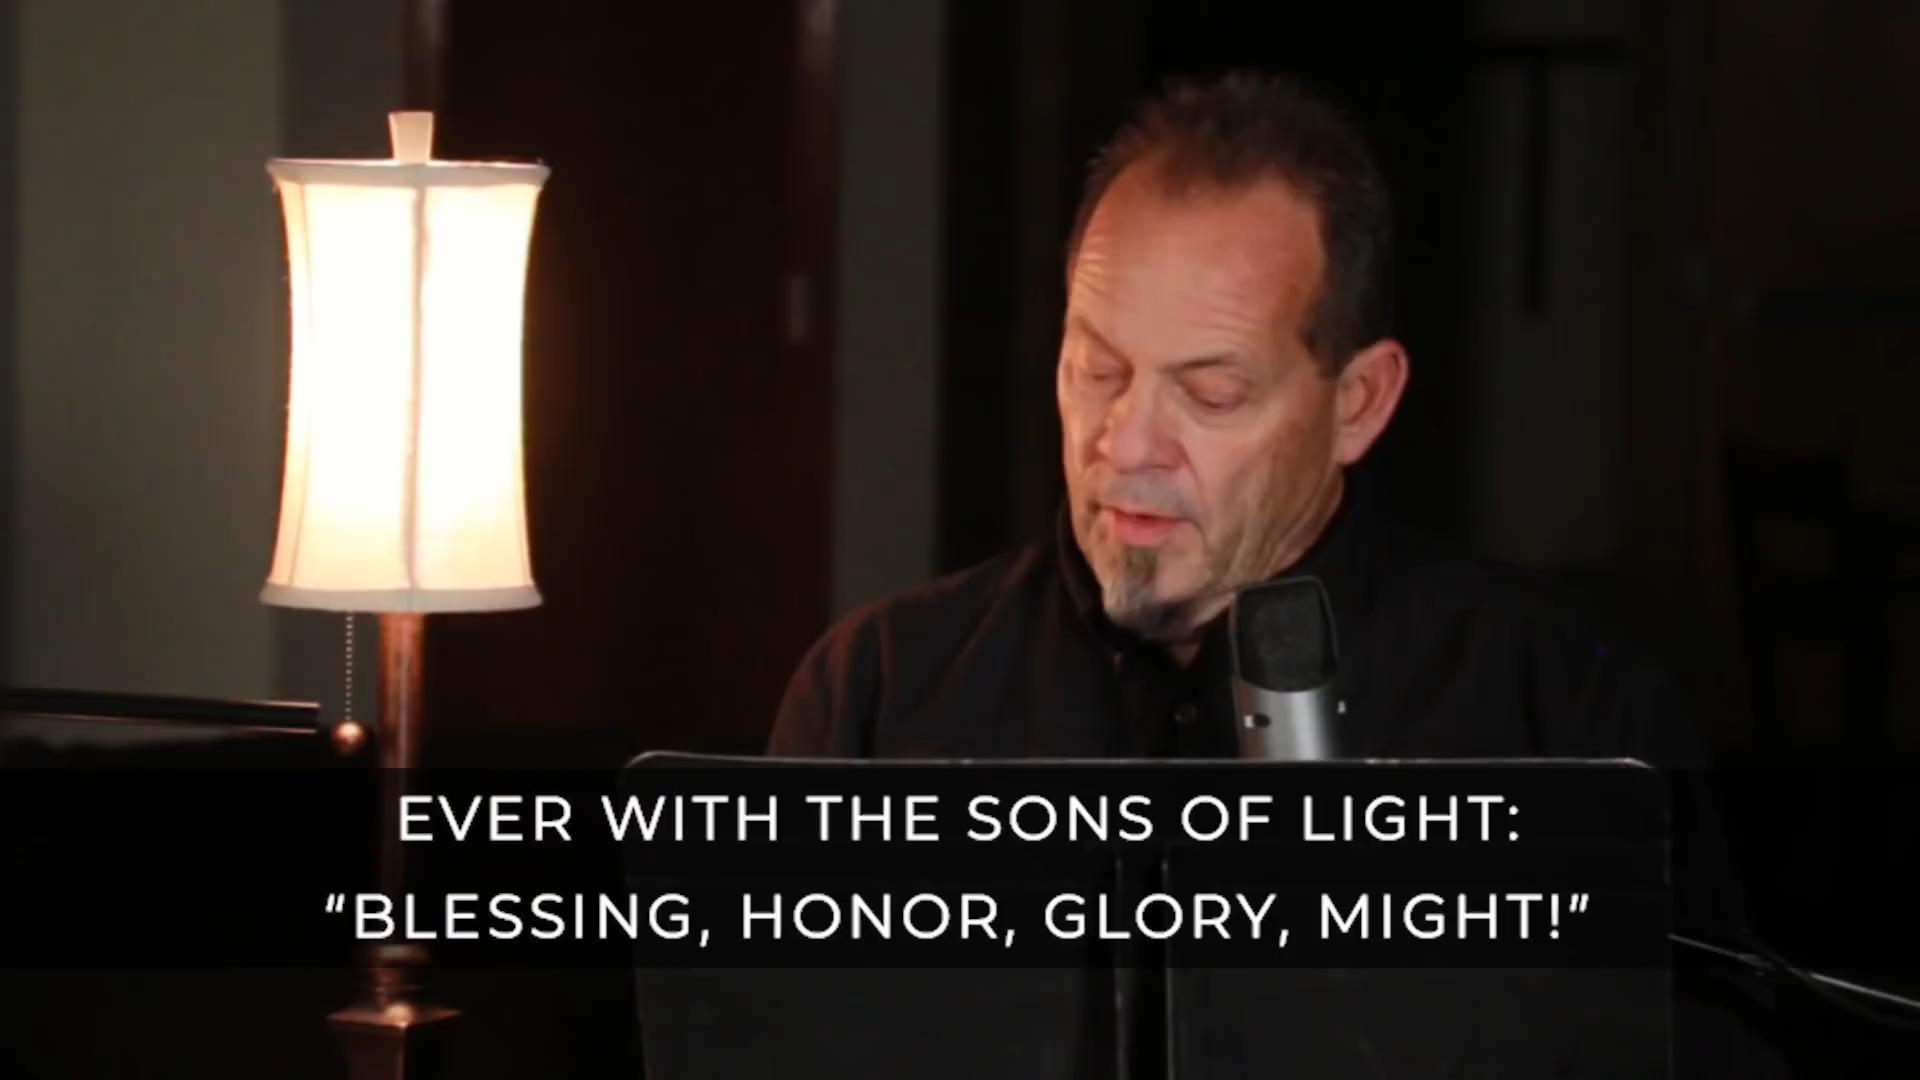 EVER WITH THE SONS OF LIGHT:
“BLESSING, HONOR, GLORY, MIGHT!”